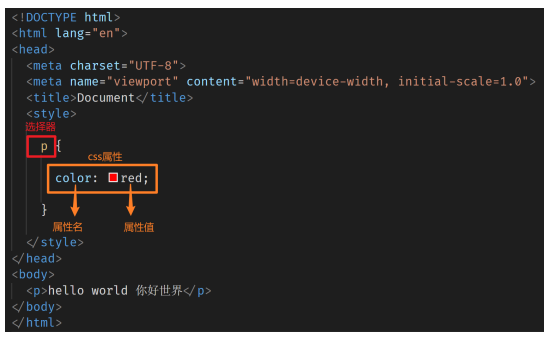 <!DOCTYPE html>
<html lang="en">
<head>
<meta charset="UTF-8">
<meta name="viewport" content="width=device-width, initial-scale=1.0">
<title>Document</title>
<style>
选择器
p {
css属性
color: red;
}
属性名 属性值
</style>
</head>
<body>
<p>hello world 你好世界</p>
</body>
</html>